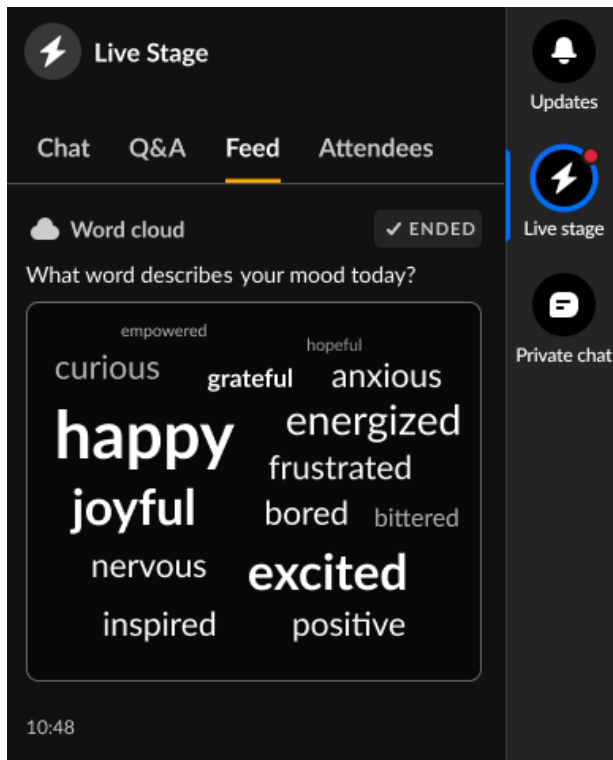 Live Stage
Chat Q&A Feed Attendees
Word cloud
✓ ENDED
What word describes your mood today?
empowered
hopeful
curious
grateful
anxious
happy
energized
frustrated
joyful
bored
bittered
nervous
excited
inspired
positive
10:48
Updates
Live stage
Private chat